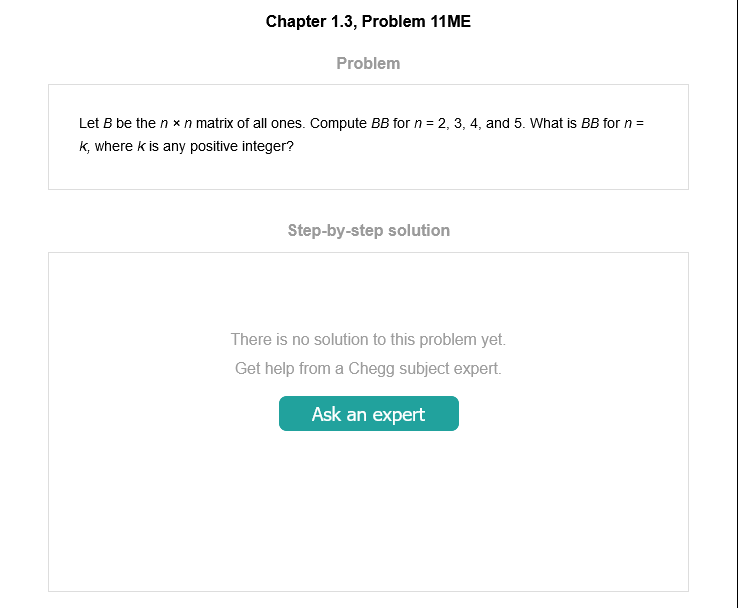 Chapter 1.3, Problem 11ME
Problem
Let B be the n × n matrix of all ones. Compute BB for n = 2, 3, 4, and 5. What is BB for n =
k, where k is any positive integer?
Step-by-step solution
There is no solution to this problem yet.
Get help from a Chegg subject expert.
Ask an expert